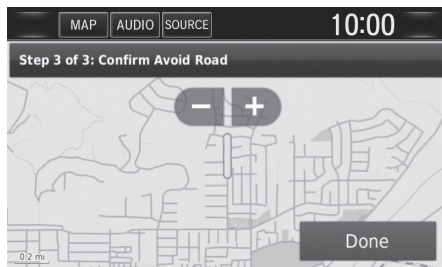 MAP AUDIO SOURCE 10:00
Step 3 of 3: Confirm Avoid Road
− +
Done
0.2 mi